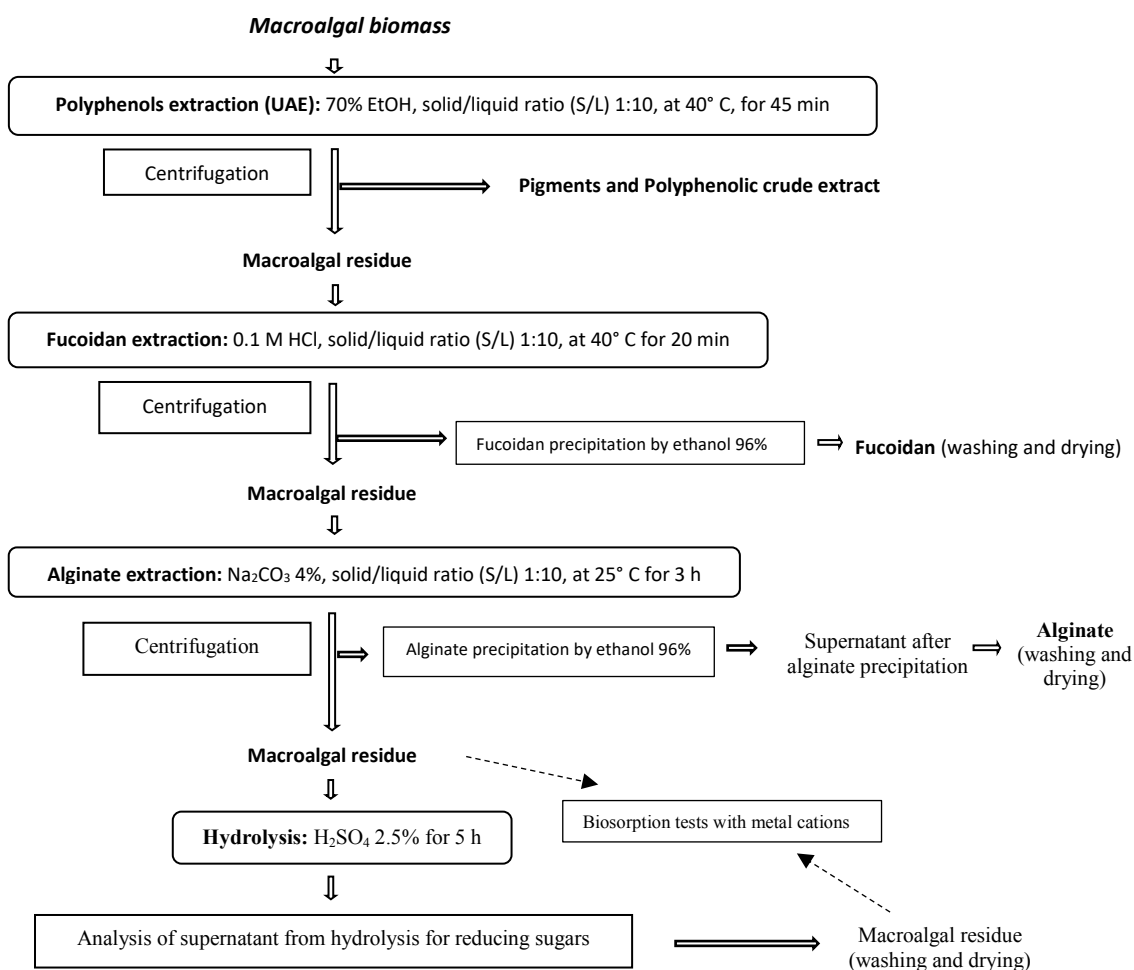 Macroalgal biomass
Polyphenols extraction (UAE): 70% EtOH, solid/liquid ratio (S/L) 1:10, at 40° C, for 45 min
Centrifugation
Pigments and Polyphenolic crude extract
Macroalgal residue
Fucoidan extraction: 0.1 M HCl, solid/liquid ratio (S/L) 1:10, at 40° C for 20 min
Centrifugation
Fucoidan precipitation by ethanol 96%
Fucoidan (washing and drying)
Macroalgal residue
Alginate extraction: Na₂CO₃ 4%, solid/liquid ratio (S/L) 1:10, at 25° C for 3 h
Centrifugation
Alginate precipitation by ethanol 96%
Supernatant after
alginate precipitation
Alginate
(washing and
drying)
Macroalgal residue
Biosorption tests with metal cations
Hydrolysis: H₂SO₄ 2.5% for 5 h
Analysis of supernatant from hydrolysis for reducing sugars
Macroalgal residue
(washing and drying)